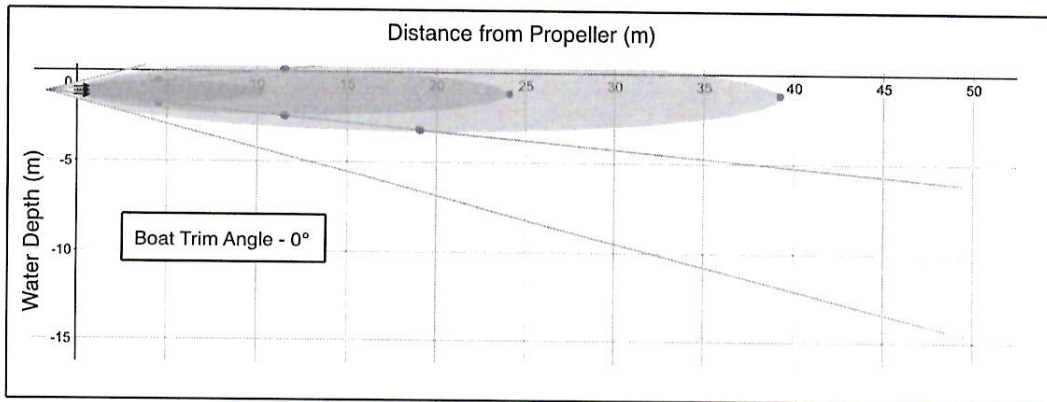 Distance from Propeller (m)
0 5 10 15 20 25 30 35 40 45 50
Water Depth (m)
-5
-10
-15
Boat Trim Angle - 0°